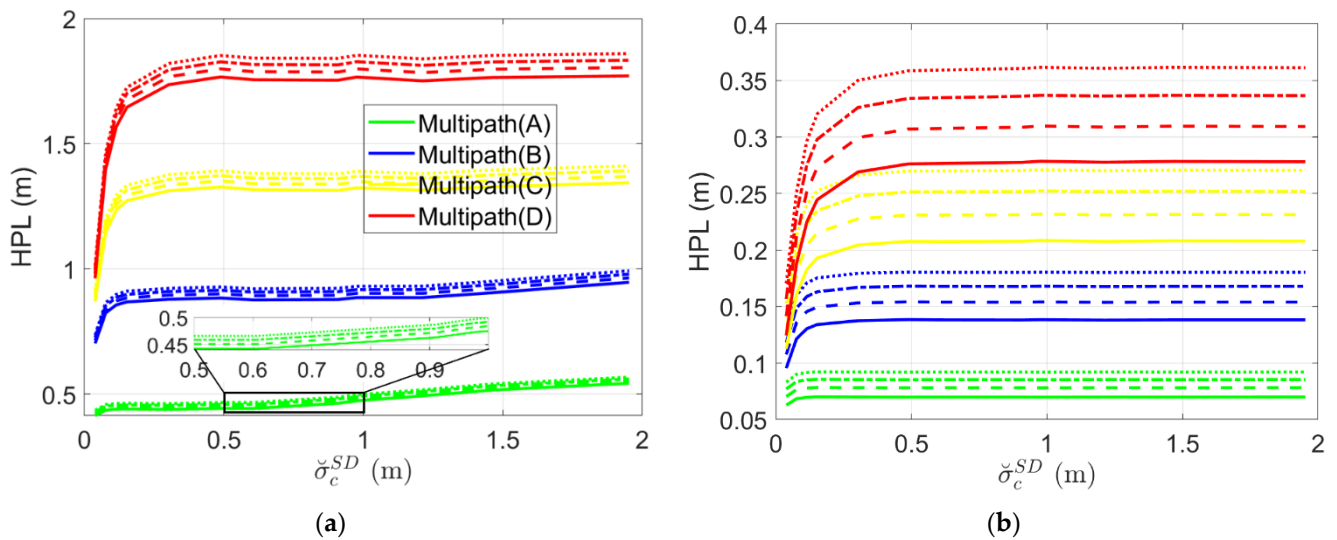 2
1.5
1
0.5
HPL (m)
Multipath(A)
Multipath(B)
Multipath(C)
Multipath(D)
0.5
0.45
0.5 0.6 0.7 0.8 0.9
0 0.5 1 1.5 2
σ̆_c^{SD} (m)
(a)
0.4
0.35
0.3
0.25
0.2
0.15
0.1
0.05
HPL (m)
0 0.5 1 1.5 2
σ̆_c^{SD} (m)
(b)